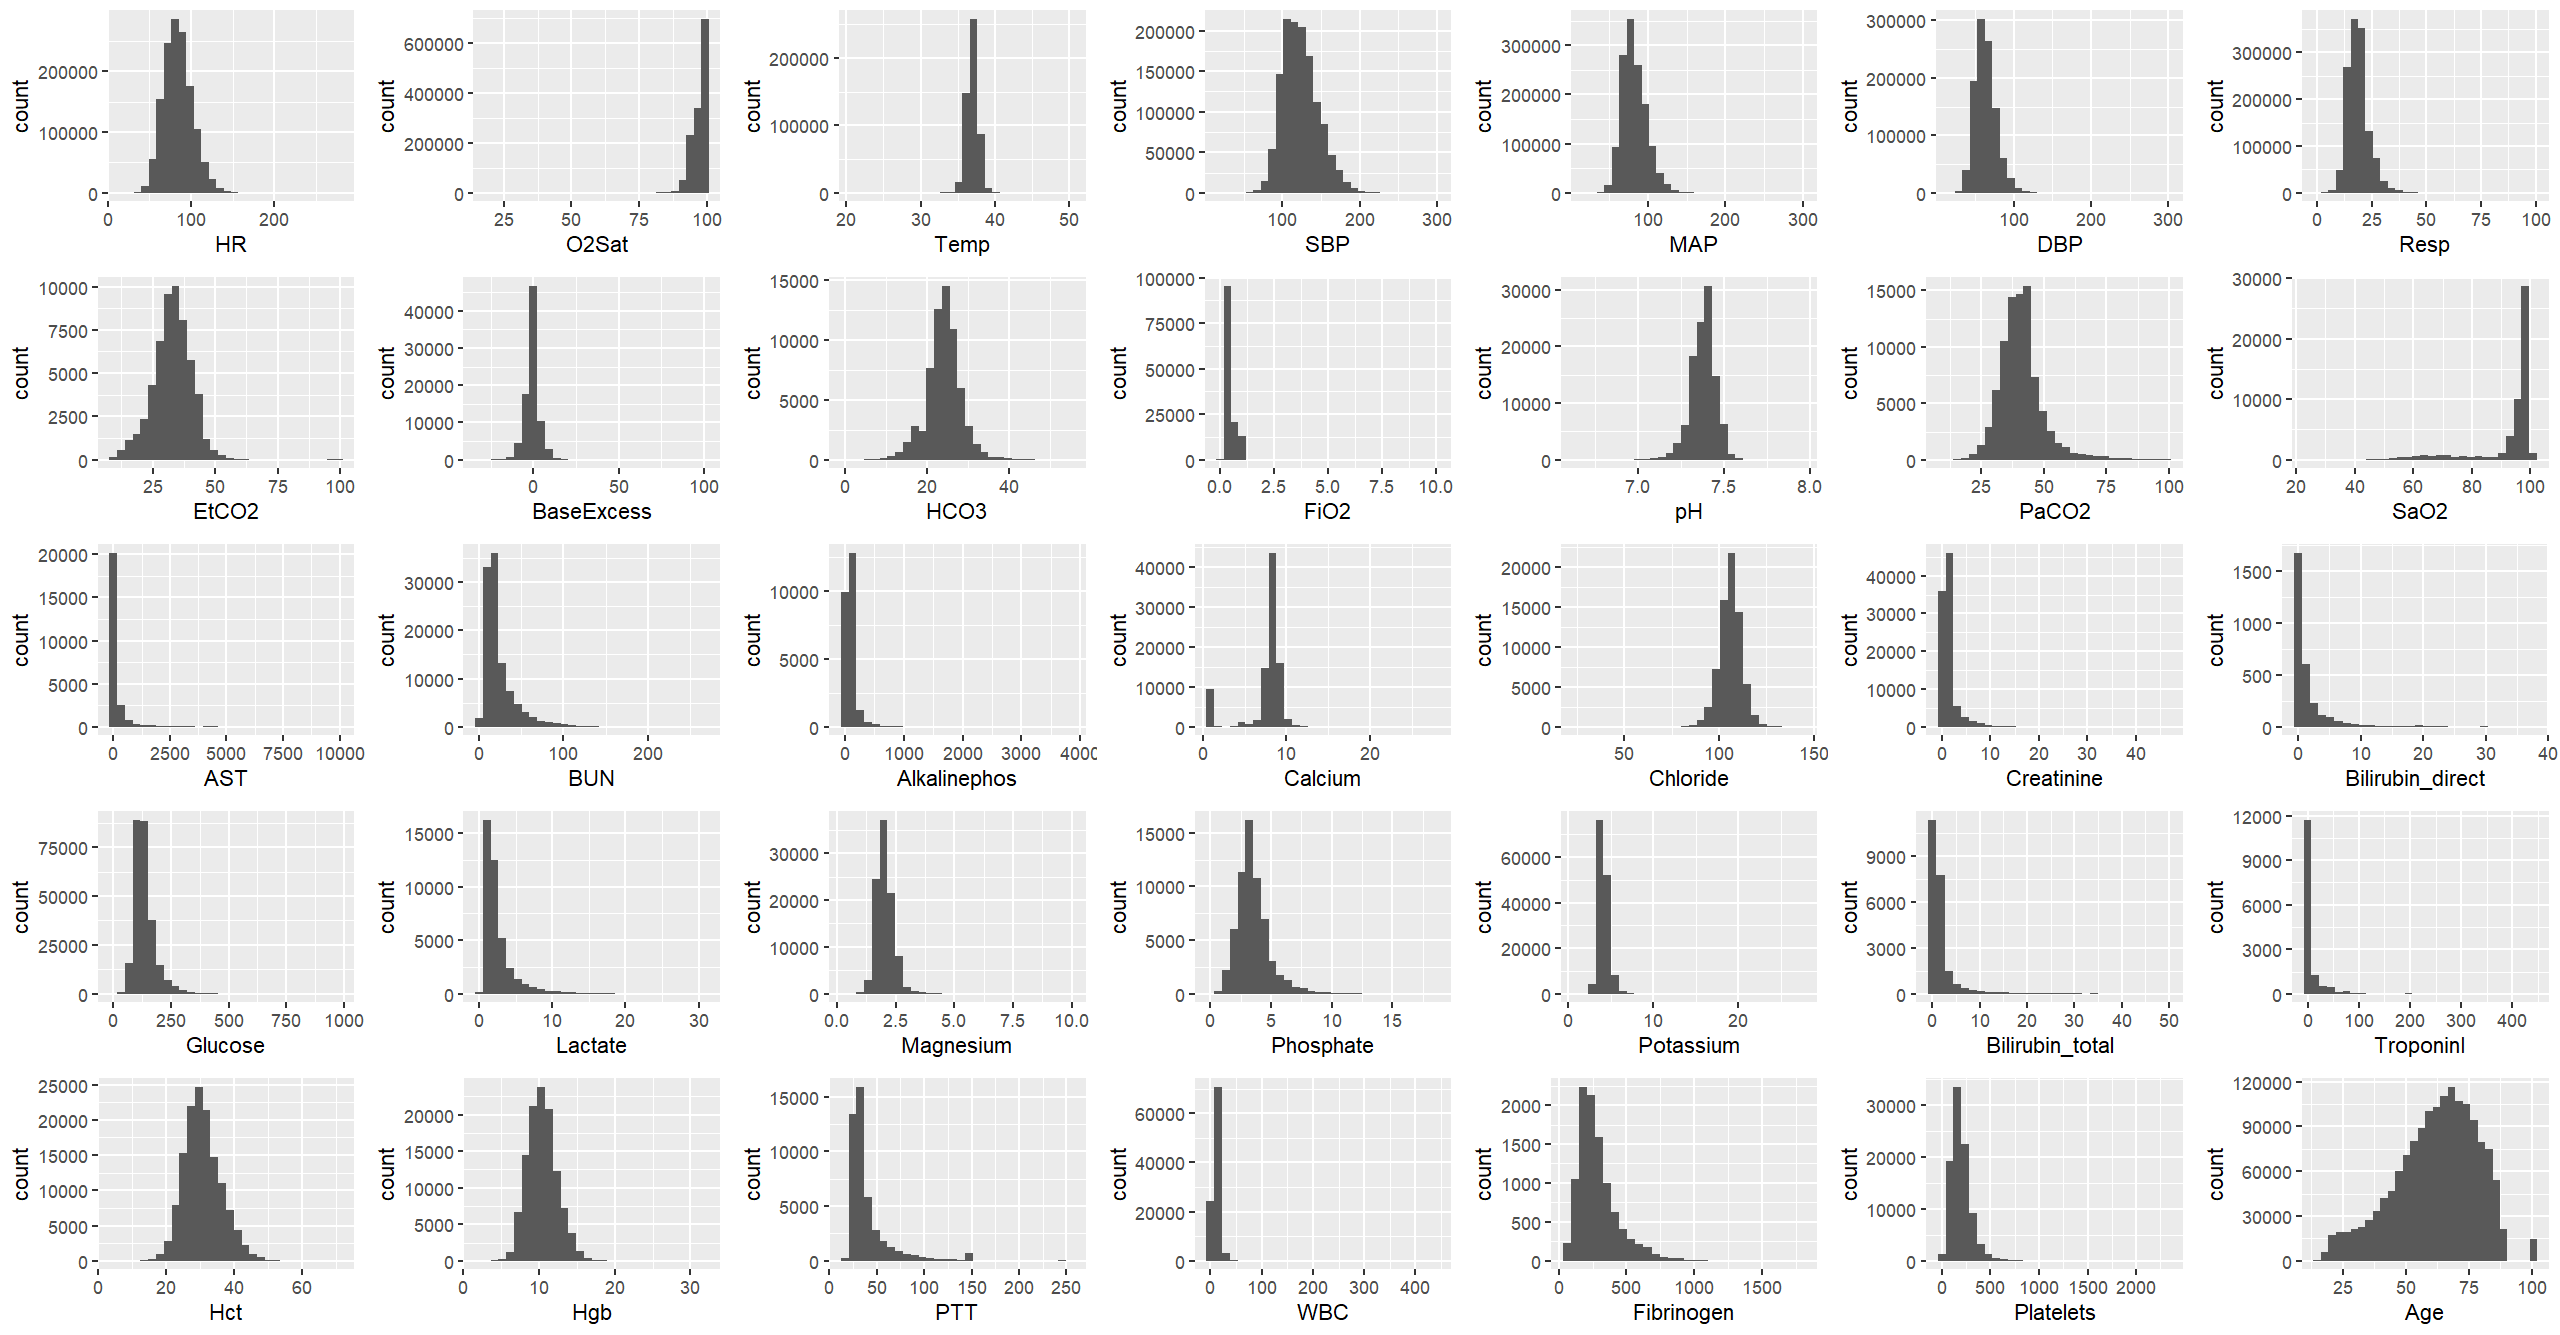 count
200000
100000
0
0 100 200
HR
count
600000
400000
200000
0
25 50 75 100
O2Sat
count
200000
100000
0
20 30 40 50
Temp
count
200000
150000
100000
50000
0
100 200 300
SBP
count
300000
200000
100000
0
100 200 300
MAP
count
300000
200000
100000
0
100 200 300
DBP
count
300000
200000
100000
0
0 25 50 75 100
Resp
count
10000
7500
5000
2500
0
25 50 75 100
EtCO2
count
40000
30000
20000
10000
0
0 50 100
BaseExcess
count
15000
10000
5000
0
0 20 40
HCO3
count
100000
75000
50000
25000
0
0.0 2.5 5.0 7.5 10.0
FiO2
count
30000
20000
10000
0
7.0 7.5 8.0
pH
count
15000
10000
5000
0
25 50 75 100
PaCO2
count
30000
20000
10000
0
20 40 60 80 100
SaO2
count
20000
15000
10000
5000
0
0 2500 5000 7500 10000
AST
count
30000
20000
10000
0
0 100 200
BUN
count
10000
5000
0
0 1000 2000 3000 4000
Alkalinephos
count
40000
30000
20000
10000
0
0 10 20
Calcium
count
20000
15000
10000
5000
0
50 100 150
Chloride
count
40000
30000
20000
10000
0
0 10 20 30 40
Creatinine
count
1500
1000
500
0
0 10 20 30 40
Bilirubin_direct
count
75000
50000
25000
0
0 250 500 750 1000
Glucose
count
15000
10000
5000
0
0 10 20 30
Lactate
count
30000
20000
10000
0
0.0 2.5 5.0 7.5 10.0
Magnesium
count
15000
10000
5000
0
0 5 10 15
Phosphate
count
60000
40000
20000
0
0 10 20
Potassium
count
9000
6000
3000
0
0 10 20 30 40 50
Bilirubin_total
count
12000
9000
6000
3000
0
0 100 200 300 400
TroponinI
count
25000
20000
15000
10000
5000
0
0 20 40 60
Hct
count
20000
15000
10000
5000
0
0 10 20 30
Hgb
count
15000
10000
5000
0
0 50 100 150 200 250
PTT
count
60000
40000
20000
0
0 100 200 300 400
WBC
count
2000
1500
1000
500
0
0 500 1000 1500
Fibrinogen
count
30000
20000
10000
0
0 500 1000 1500 2000
Platelets
count
120000
90000
60000
30000
0
25 50 75 100
Age